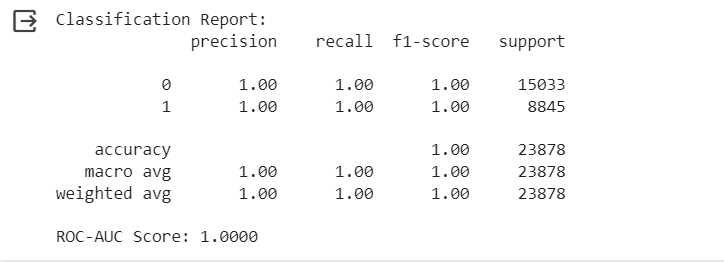 Classification Report:
precision recall f1-score support
0 1.00 1.00 1.00 15033
1 1.00 1.00 1.00 8845
accuracy 1.00 23878
macro avg 1.00 1.00 1.00 23878
weighted avg 1.00 1.00 1.00 23878
ROC-AUC Score: 1.0000